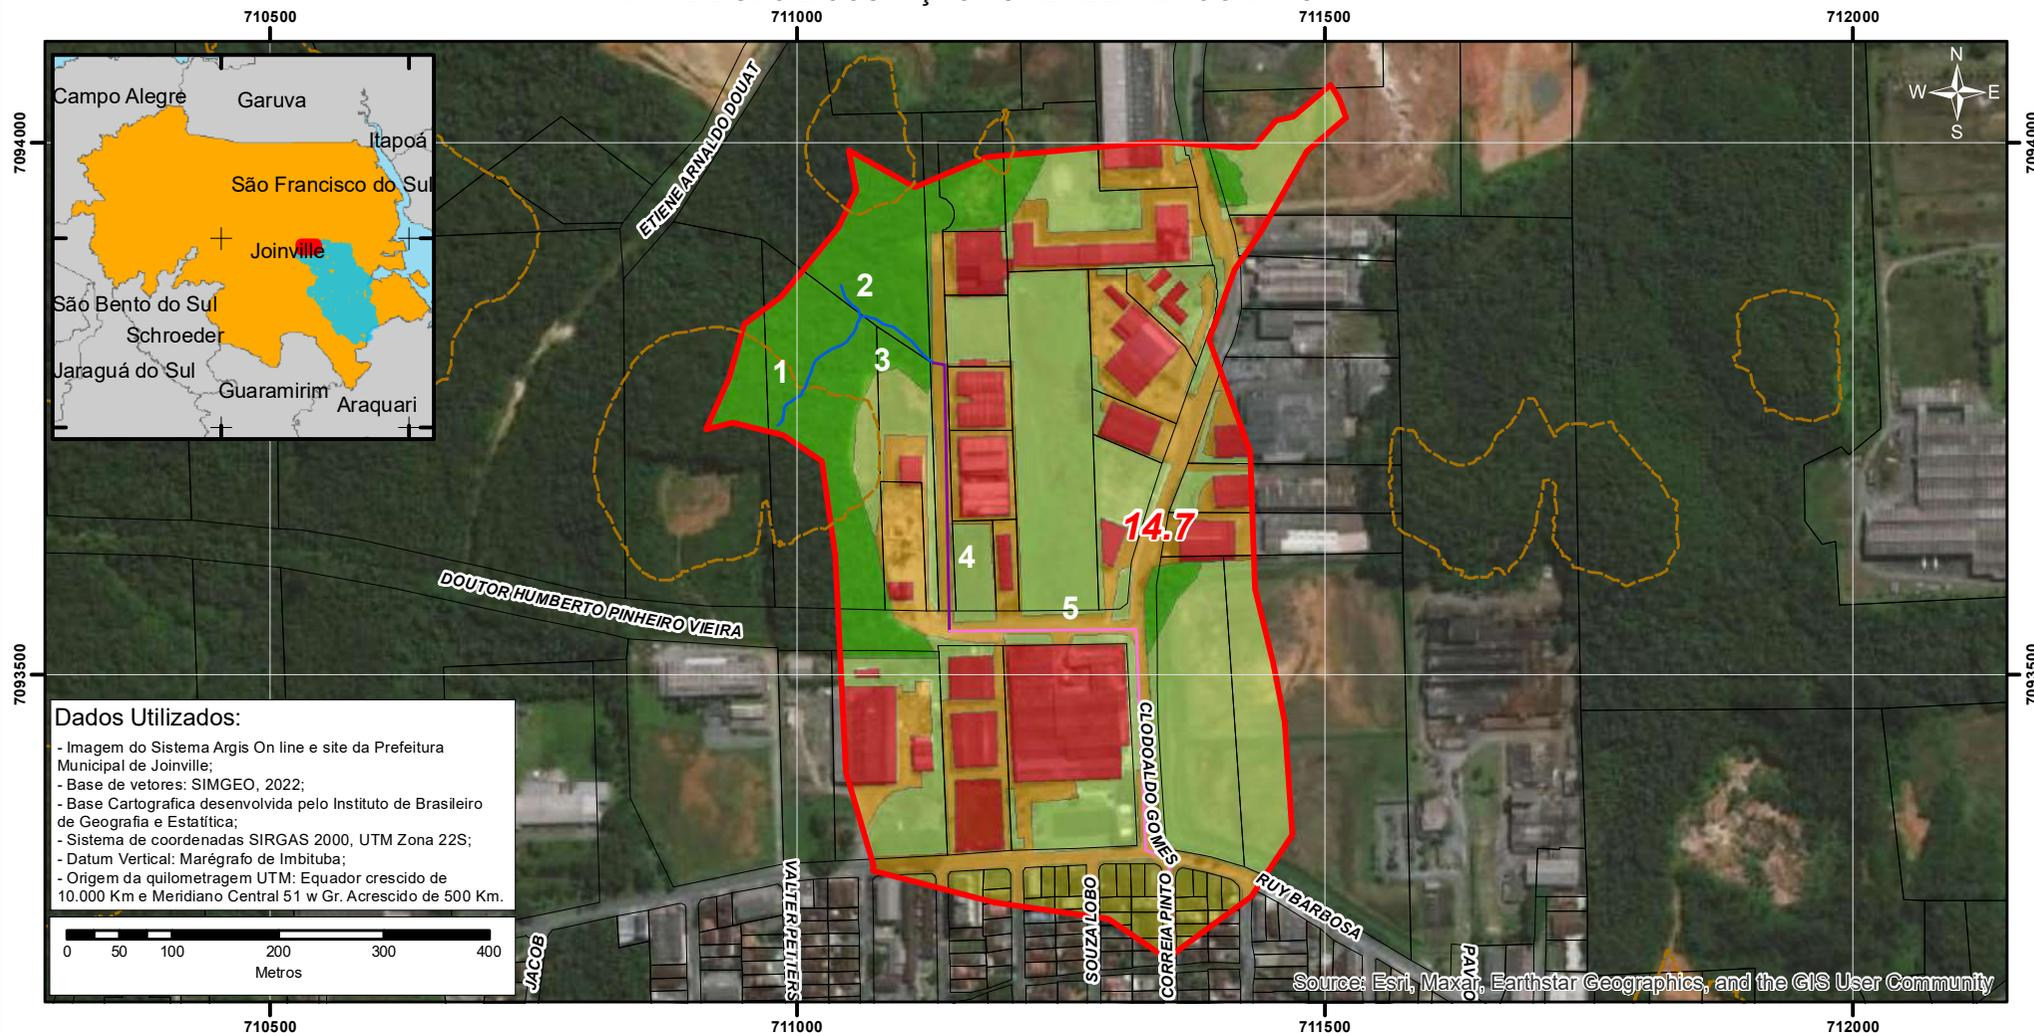 710500
711000
711500
712000
7094000
7094000
N
W
E
S
Campo Alegre
Garuva
Itapoá
São Francisco do Sul
Joinville
São Bento do Sul
Schroeder
Jaraguá do Sul
Guaramirim
Araquari
ETIENE ARNALDO DOUAT
2
1
3
14.7
4
5
DOUTOR HUMBERTO PINHEIRO VIEIRA
7093500
7093500
CLODOALDO GOMES
Dados Utilizados:
- Imagem do Sistema Argis On line e site da Prefeitura
Municipal de Joinville;
- Base de vetores: SIMGEO, 2022;
- Base Cartografica desenvolvida pelo Instituto de Brasileiro
de Geografia e Estatítica;
- Sistema de coordenadas SIRGAS 2000, UTM Zona 22S;
- Datum Vertical: Marégrafo de Imbituba;
- Origem da quilometragem UTM: Equador crescido de
10.000 Km e Meridiano Central 51 w Gr. Acrescido de 500 Km.
0 50 100 200 300 400
Metros
JACOB
VALTER PETTERS
SOUZA LOBO
CORREIA PINTO
RUY BARBOSA
Source: Esri, Maxar, Earthstar Geographics, and the GIS User Community
710500
711000
711500
712000